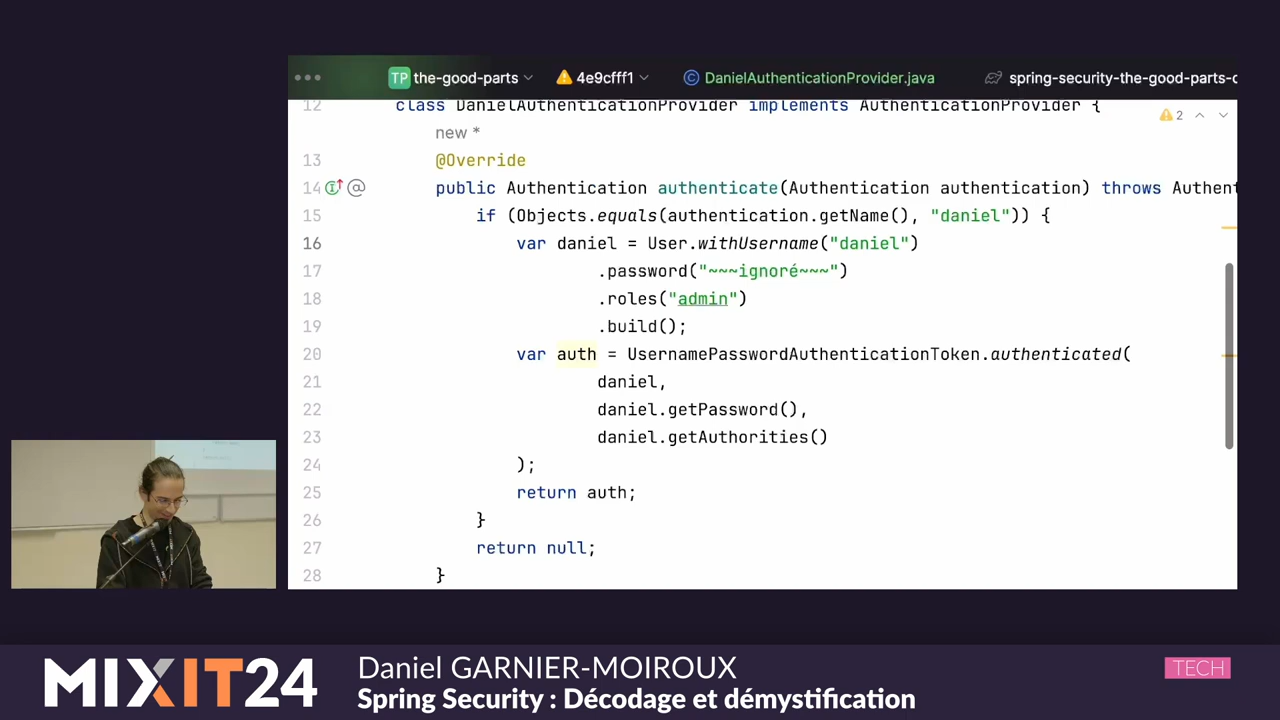 ••• TP the-good-parts 4e9cfff1 DanielAuthenticationProvider.java spring-security-the-good-parts-c
12 class DanielAuthenticationProvider implements AuthenticationProvider {
2
new *
13 @Override
14 public Authentication authenticate(Authentication authentication) throws Authent
15 if (Objects.equals(authentication.getName(), "daniel")) {
16 var daniel = User.withUsername("daniel")
17 .password("~~~ignoré~~~")
18 .roles("admin")
19 .build();
20 var auth = UsernamePasswordAuthenticationToken.authenticated(
21 daniel,
22 daniel.getPassword(),
23 daniel.getAuthorities()
24 );
25 return auth;
26 }
27 return null;
28 }
MIXIT24
Daniel GARNIER-MOIROUX
Spring Security : Décodage et démystification
TECH